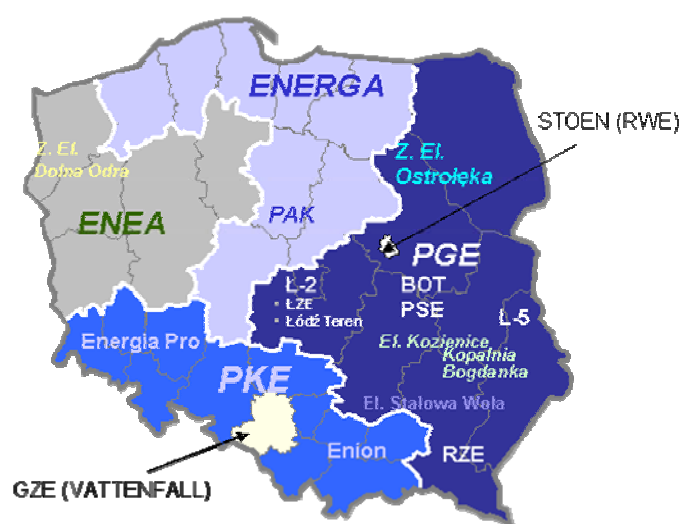 ENERGA
STOEN (RWE)
Z. El.
Dolna Odra
Z. El.
Ostrołęka
ENEA
PAK
PGE
Ł-2
• ŁZE
• Łódź Teren
BOT
PSE
Ł-5
El. Kozienice
Kopalnia
Bogdanka
Energia Pro
PKE
El. Stalowa Wola
Enion
RZE
GZE (VATTENFALL)